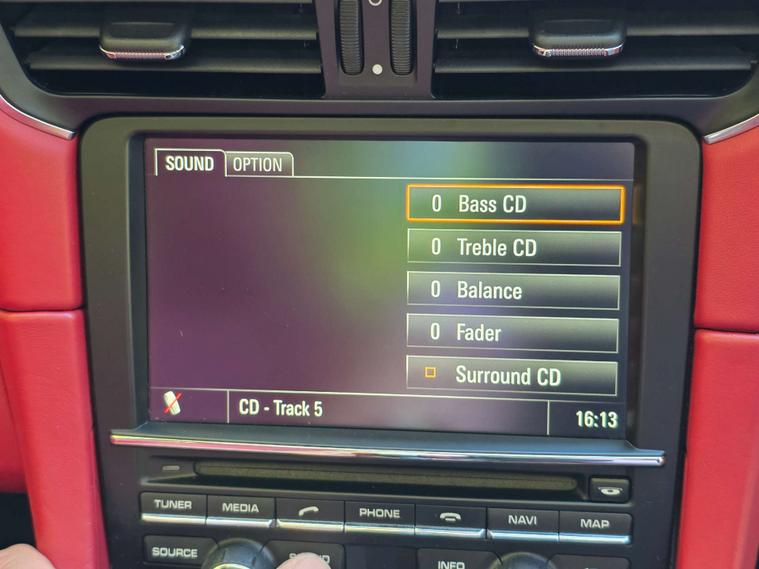 SOUND OPTION
0 Bass CD
0 Treble CD
0 Balance
0 Fader
Surround CD
CD - Track 5 16:13
TUNER MEDIA PHONE NAVI MAP
SOURCE INFO